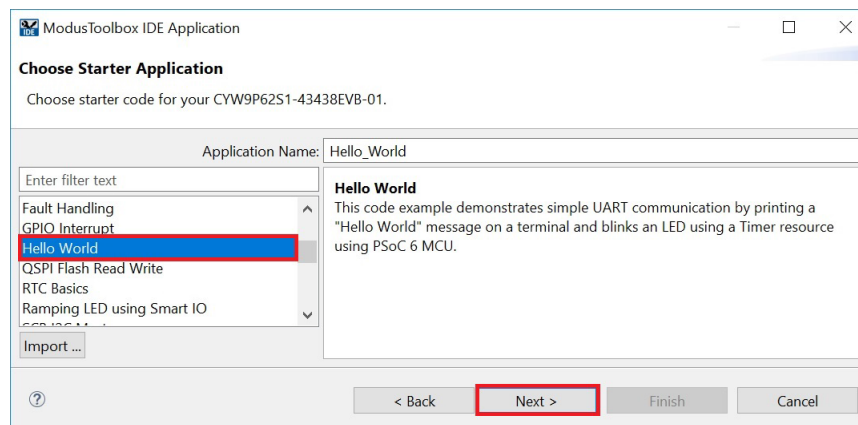 IDE
ModusToolbox IDE Application
Choose Starter Application
Choose starter code for your CYW9P62S1-43438EVB-01.
Application Name: Hello_World
Enter filter text
Fault Handling
GPIO Interrupt
Hello World
QSPI Flash Read Write
RTC Basics
Ramping LED using Smart IO
Import ...
Hello World
This code example demonstrates simple UART communication by printing a
"Hello World" message on a terminal and blinks an LED using a Timer resource
using PSoC 6 MCU.
?
< Back
Next >
Finish
Cancel